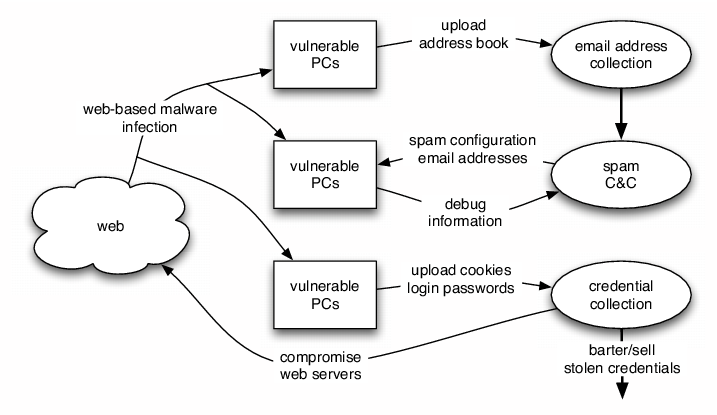 vulnerable
PCs
upload
address book
email address
collection
web-based malware
infection
vulnerable
PCs
spam configuration
email addresses
debug
information
spam
C&C
web
vulnerable
PCs
upload cookies
login passwords
credential
collection
compromise
web servers
barter/sell
stolen credentials